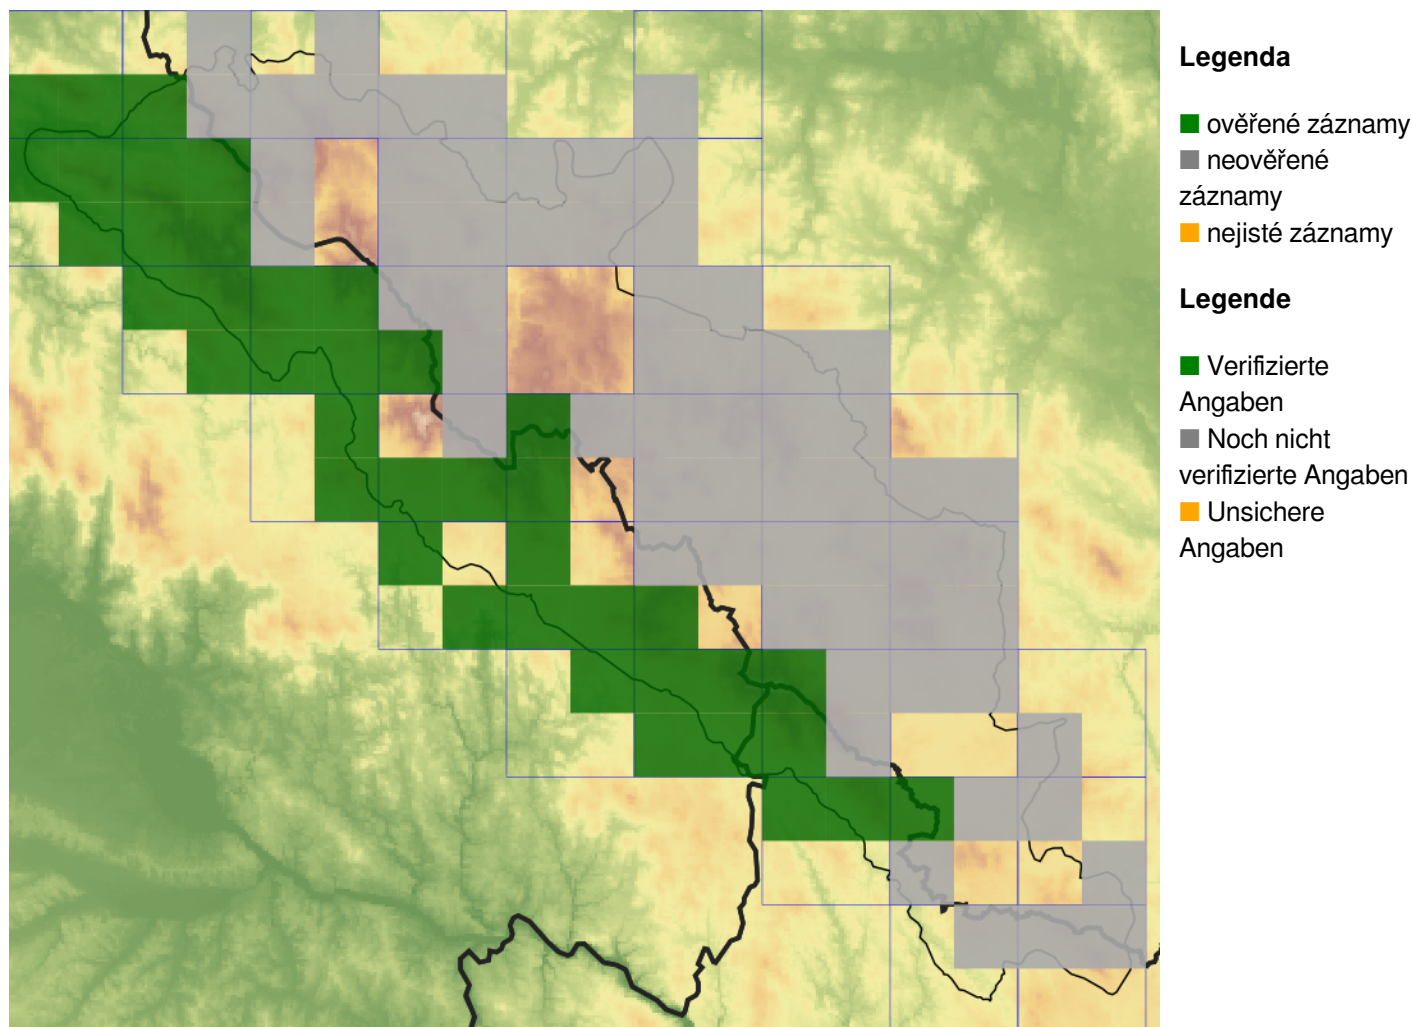 Legenda
ověřené záznamy
neověřené
záznamy
nejisté záznamy
Legende
Verifizierte
Angaben
Noch nicht
verifizierte Angaben
Unsichere
Angaben